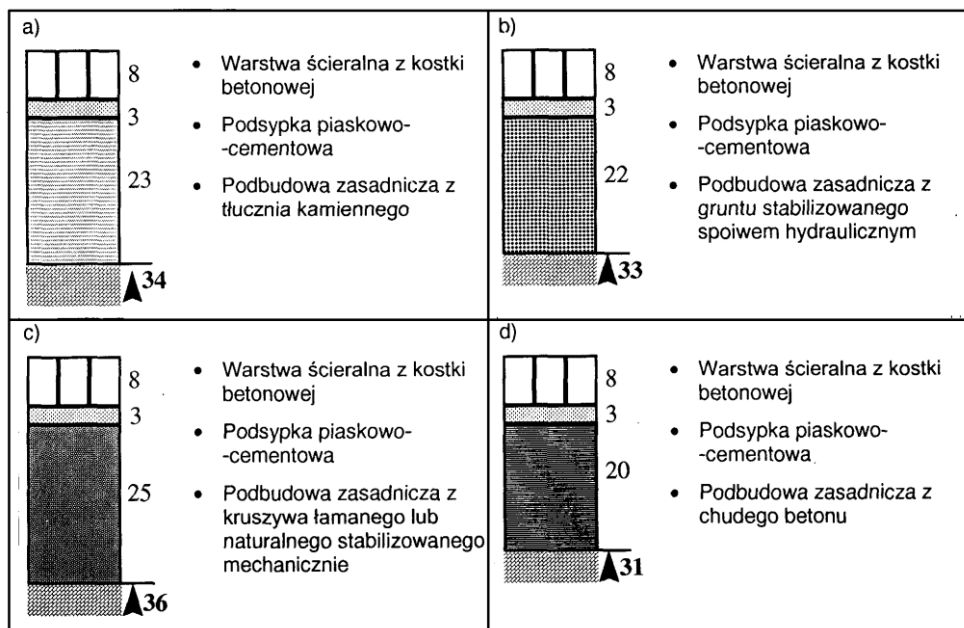 a)
8
3
23
34
• Warstwa ścieralna z kostki
betonowej
• Podsypka piaskowo-
-cementowa
• Podbudowa zasadnicza z
tłucznia kamiennego
b)
8
3
22
33
• Warstwa ścieralna z kostki
betonowej
• Podsypka piaskowo-
-cementowa
• Podbudowa zasadnicza z
gruntu stabilizowanego
spoiwem hydraulicznym
c)
8
3
25
36
• Warstwa ścieralna z kostki
betonowej
• Podsypka piaskowo-
-cementowa
• Podbudowa zasadnicza z
kruszywa łamanego lub
naturalnego stabilizowanego
mechanicznie
d)
8
3
20
31
• Warstwa ścieralna z kostki
betonowej
• Podsypka piaskowo-
-cementowa
• Podbudowa zasadnicza z
chudego betonu